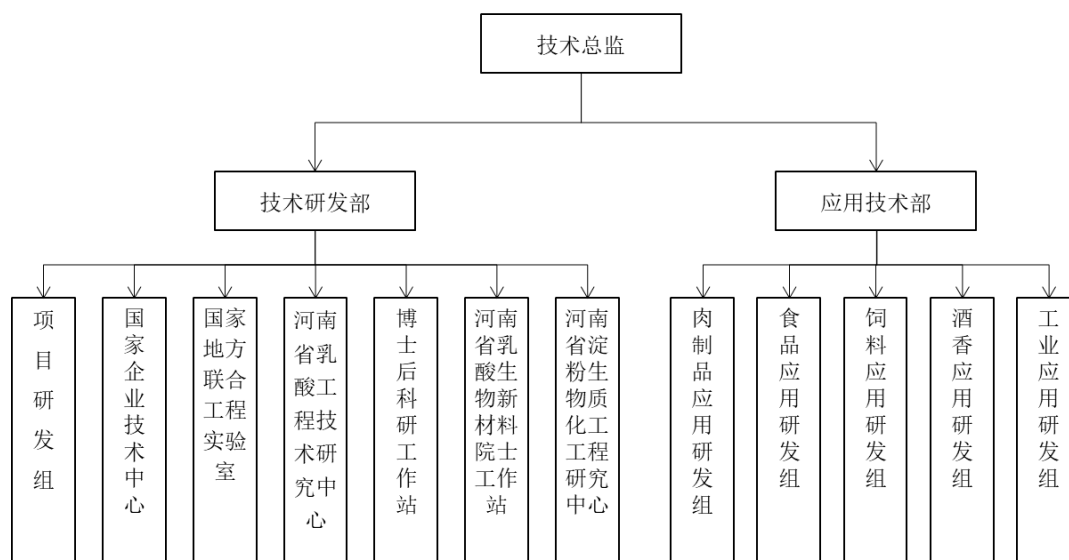 技术总监
技术研发部
应用技术部
项目研发组
国家企业技术中心
国家地方联合工程实验室
河南省乳酸工程技术研究中心
博士后科研工作站
河南省乳酸生物新材料院士工作站
河南省淀粉生物质化工工程研究中心
肉制品应用研发组
食品应用研发组
饲料应用研发组
酒香应用研发组
工业应用研发组